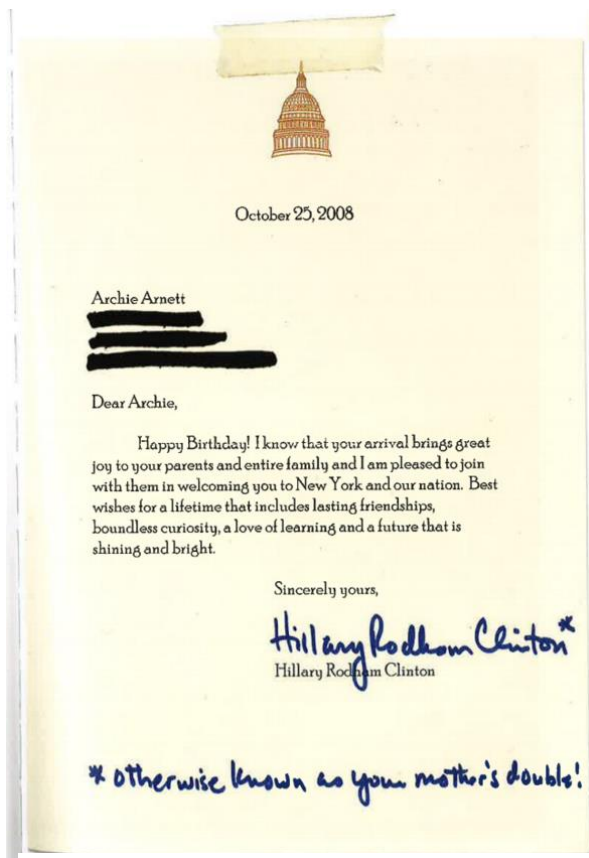 October 25, 2008
Archie Arnett
Dear Archie,
Happy Birthday! I know that your arrival brings great
joy to your parents and entire family and I am pleased to join
with them in welcoming you to New York and our nation. Best
wishes for a lifetime that includes lasting friendships,
boundless curiosity, a love of learning and a future that is
shining and bright.
Sincerely yours,
Hillary Rodham Clinton*
Hillary Rodham Clinton
* otherwise known as your mother's double!